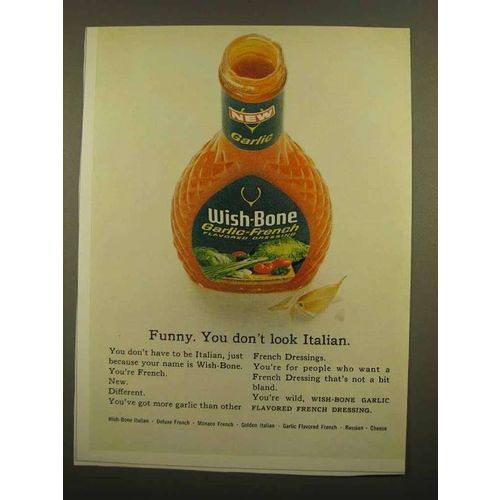 NEW
Garlic
Wish-Bone
Garlic-French
FLAVORED DRESSING
Funny. You don't look Italian.
You don't have to be Italian, just
because your name is Wish-Bone.
You're French.
New.
Different.
You've got more garlic than other
French Dressings.
You're for people who want a
French Dressing that's not a bit
bland.
You're wild, WISH-BONE GARLIC
FLAVORED FRENCH DRESSING.
Wish-Bone Italian · Deluxe French · Monaco French · Golden Italian · Garlic Flavored French · Russian · Cheese